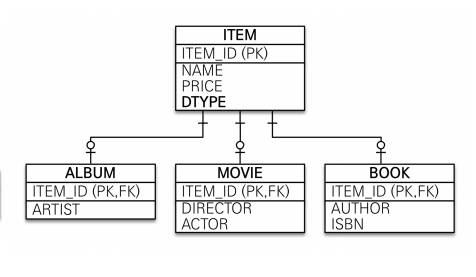 ITEM
ITEM_ID (PK)
NAME
PRICE
DTYPE
ALBUM
ITEM_ID (PK,FK)
ARTIST
MOVIE
ITEM_ID (PK,FK)
DIRECTOR
ACTOR
BOOK
ITEM_ID (PK,FK)
AUTHOR
ISBN